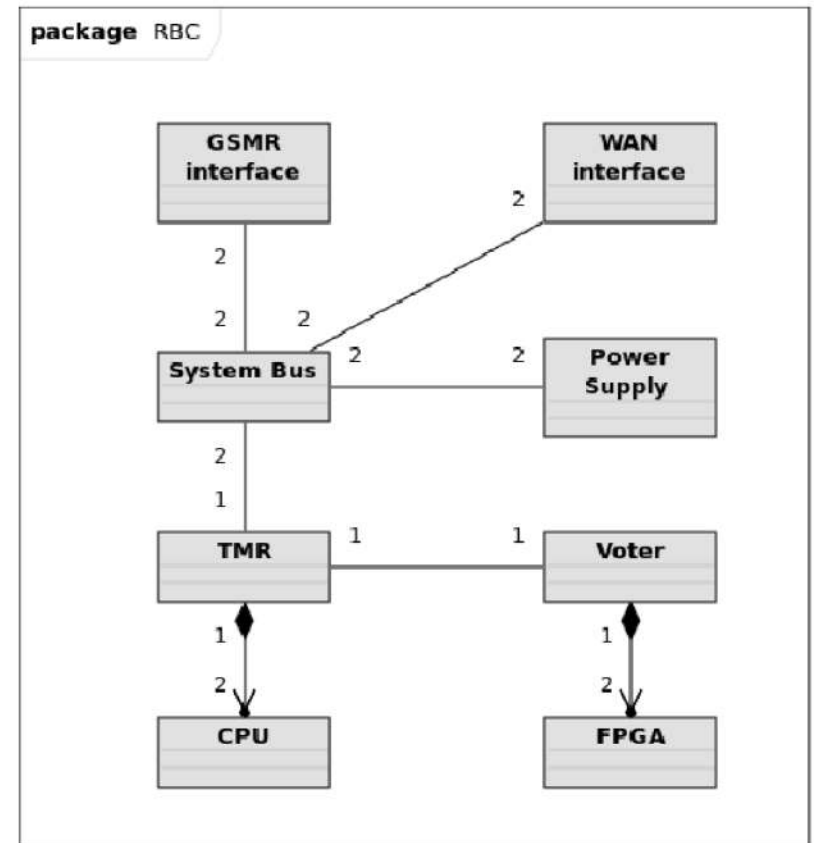 package RBC
GSMR
interface
WAN
interface
2
2
2
2
System Bus
2
2
Power
Supply
2
1
TMR
1
1
Voter
1
2
CPU
1
2
FPGA